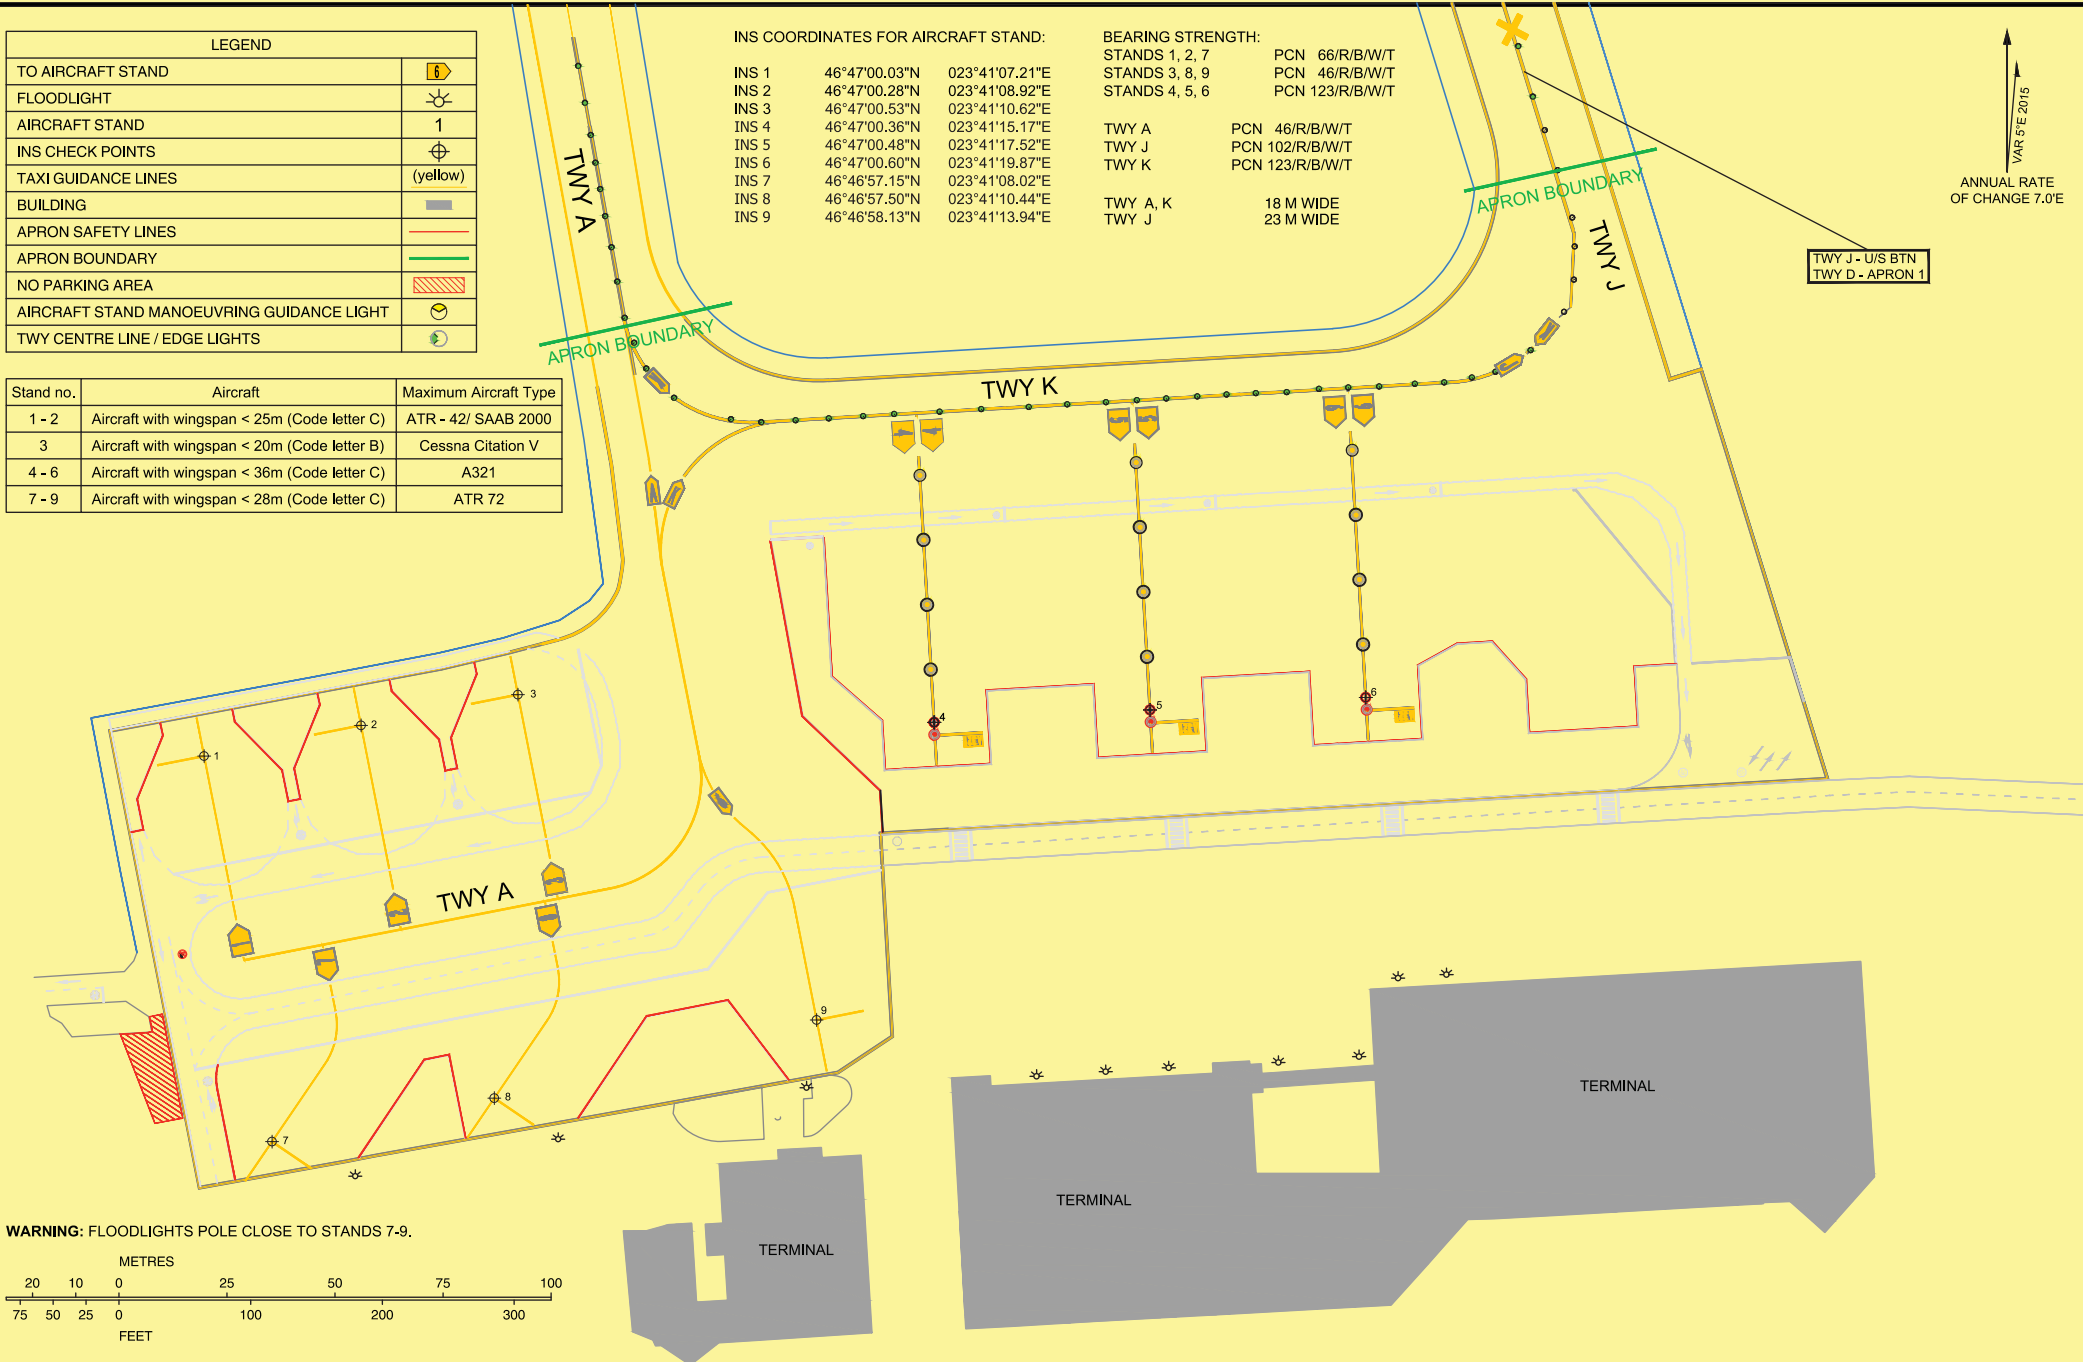 LEGEND
TO AIRCRAFT STAND 6
FLOODLIGHT
AIRCRAFT STAND 1
INS CHECK POINTS
TAXI GUIDANCE LINES (yellow)
BUILDING
APRON SAFETY LINES
APRON BOUNDARY
NO PARKING AREA
AIRCRAFT STAND MANOEUVRING GUIDANCE LIGHT
TWY CENTRE LINE / EDGE LIGHTS
Stand no. Aircraft Maximum Aircraft Type
1 - 2 Aircraft with wingspan < 25m (Code letter C) ATR - 42/ SAAB 2000
3 Aircraft with wingspan < 20m (Code letter B) Cessna Citation V
4 - 6 Aircraft with wingspan < 36m (Code letter C) A321
7 - 9 Aircraft with wingspan < 28m (Code letter C) ATR 72
INS COORDINATES FOR AIRCRAFT STAND:
INS 1 46°47'00.03"N 023°41'07.21"E
INS 2 46°47'00.28"N 023°41'08.92"E
INS 3 46°47'00.53"N 023°41'10.62"E
INS 4 46°47'00.36"N 023°41'15.17"E
INS 5 46°47'00.48"N 023°41'17.52"E
INS 6 46°47'00.60"N 023°41'19.87"E
INS 7 46°46'57.15"N 023°41'08.02"E
INS 8 46°46'57.50"N 023°41'10.44"E
INS 9 46°46'58.13"N 023°41'13.94"E
BEARING STRENGTH:
STANDS 1, 2, 7 PCN 66/R/B/W/T
STANDS 3, 8, 9 PCN 46/R/B/W/T
STANDS 4, 5, 6 PCN 123/R/B/W/T
TWY A PCN 46/R/B/W/T
TWY J PCN 102/R/B/W/T
TWY K PCN 123/R/B/W/T
TWY A, K 18 M WIDE
TWY J 23 M WIDE
VAR 5°E 2015
ANNUAL RATE
OF CHANGE 7.0'E
TWY J - U/S BTN
TWY D - APRON 1
TWY A
APRON BOUNDARY
TWY K
APRON BOUNDARY
TWY J
1
2
3
4
5
6
TWY A
7
8
9
TERMINAL
TERMINAL
TERMINAL
WARNING: FLOODLIGHTS POLE CLOSE TO STANDS 7-9.
METRES
20 10 0 25 50 75 100
75 50 25 0 100 200 300
FEET